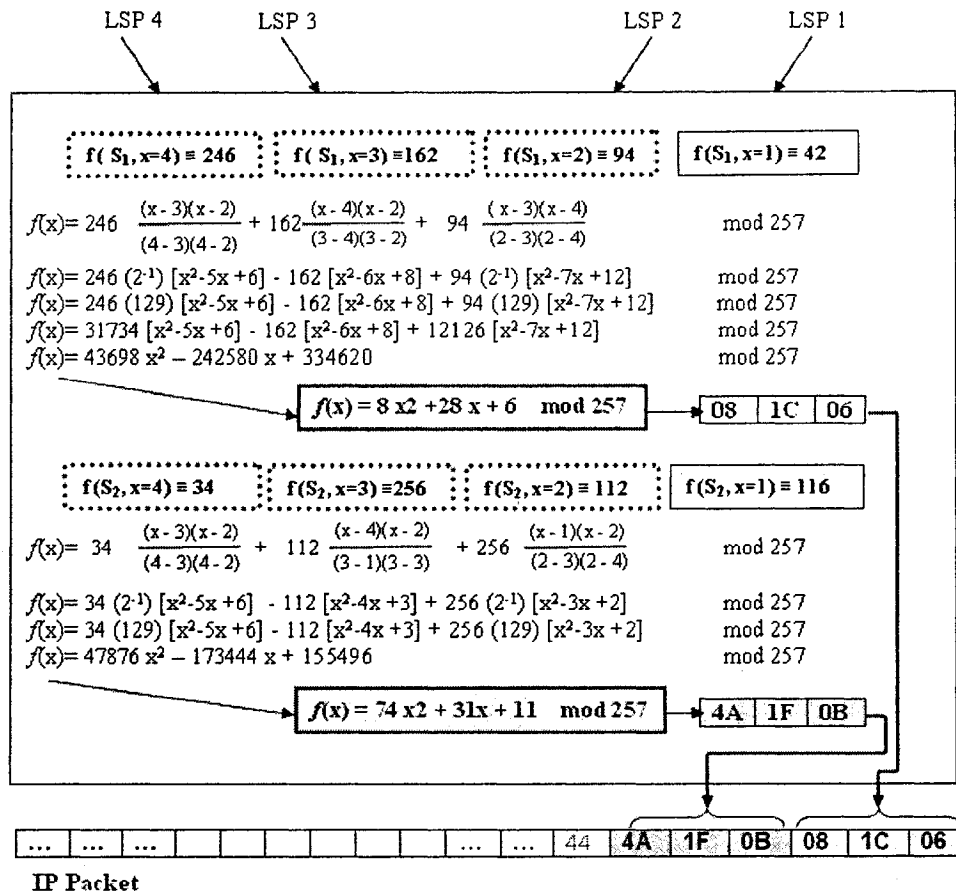 LSP 4 LSP 3 LSP 2 LSP 1
f( S₁, x=4) ≡ 246 f( S₁, x=3) ≡162 f(S₁, x=2) ≡ 94 f(S₁, x=1) ≡ 42
f(x)= 246 (x - 3)(x - 2) / (4 - 3)(4 - 2) + 162 (x - 4)(x - 2) / (3 - 4)(3 - 2) + 94 (x - 3)(x - 4) / (2 - 3)(2 - 4) mod 257
f(x)= 246 (2⁻¹) [x²-5x +6] - 162 [x²-6x +8] + 94 (2⁻¹) [x²-7x +12] mod 257
f(x)= 246 (129) [x²-5x +6] - 162 [x²-6x +8] + 94 (129) [x²-7x +12] mod 257
f(x)= 31734 [x²-5x +6] - 162 [x²-6x +8] + 12126 [x²-7x +12] mod 257
f(x)= 43698 x² – 242580 x + 334620 mod 257
f(x) = 8 x2 +28 x + 6 mod 257 08 1C 06
f(S₂, x=4) ≡ 34 f(S₂, x=3) ≡256 f(S₂, x=2) ≡ 112 f(S₂, x=1) ≡ 116
f(x)= 34 (x - 3)(x - 2) / (4 - 3)(4 - 2) + 112 (x - 4)(x - 2) / (3 - 1)(3 - 3) + 256 (x - 1)(x - 2) / (2 - 3)(2 - 4) mod 257
f(x)= 34 (2⁻¹) [x²-5x +6] - 112 [x²-4x +3] + 256 (2⁻¹) [x²-3x +2] mod 257
f(x)= 34 (129) [x²-5x +6] - 112 [x²-4x +3] + 256 (129) [x²-3x +2] mod 257
f(x)= 47876 x² – 173444 x + 155496 mod 257
f(x) = 74 x2 + 31x + 11 mod 257 4A 1F 0B
... ... ... ... ... 44 4A 1F 0B 08 1C 06
IP Packet